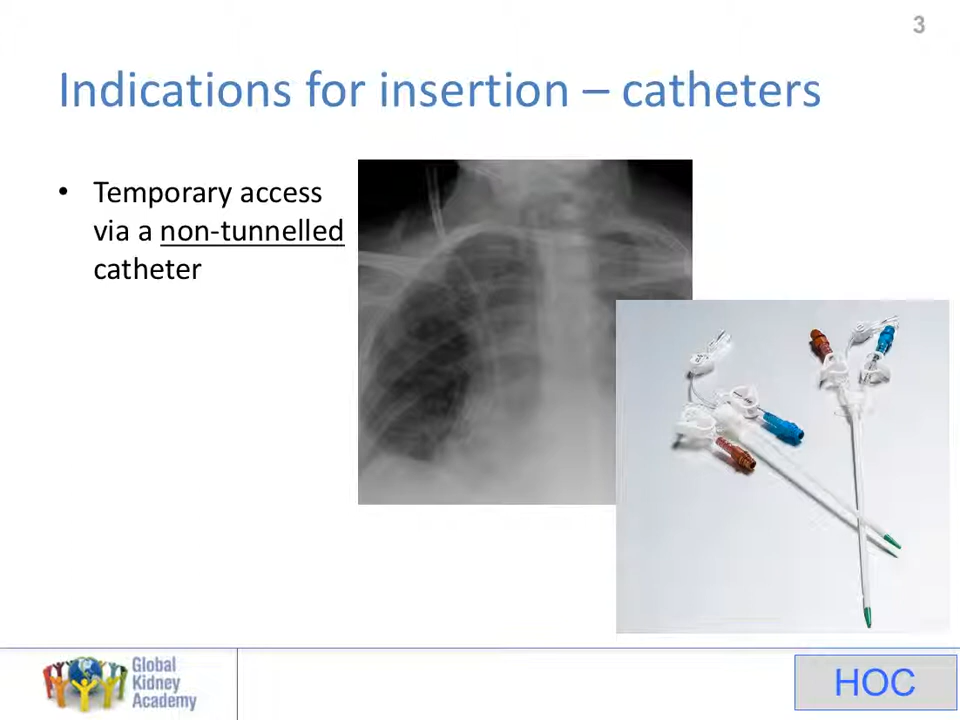 3
Indications for insertion – catheters
• Temporary access
via a non-tunnelled
catheter
Global
Kidney
Academy
HOC